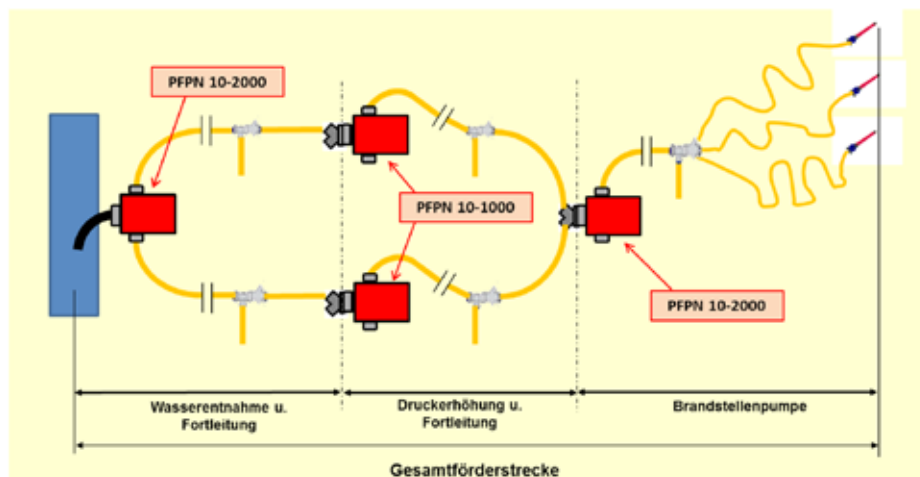 PFPN 10-2000
PFPN 10-1000
PFPN 10-2000
Wasserentnahme u.
Fortleitung
Druckerhöhung u.
Fortleitung
Brandstellenpumpe
Gesamtförderstrecke